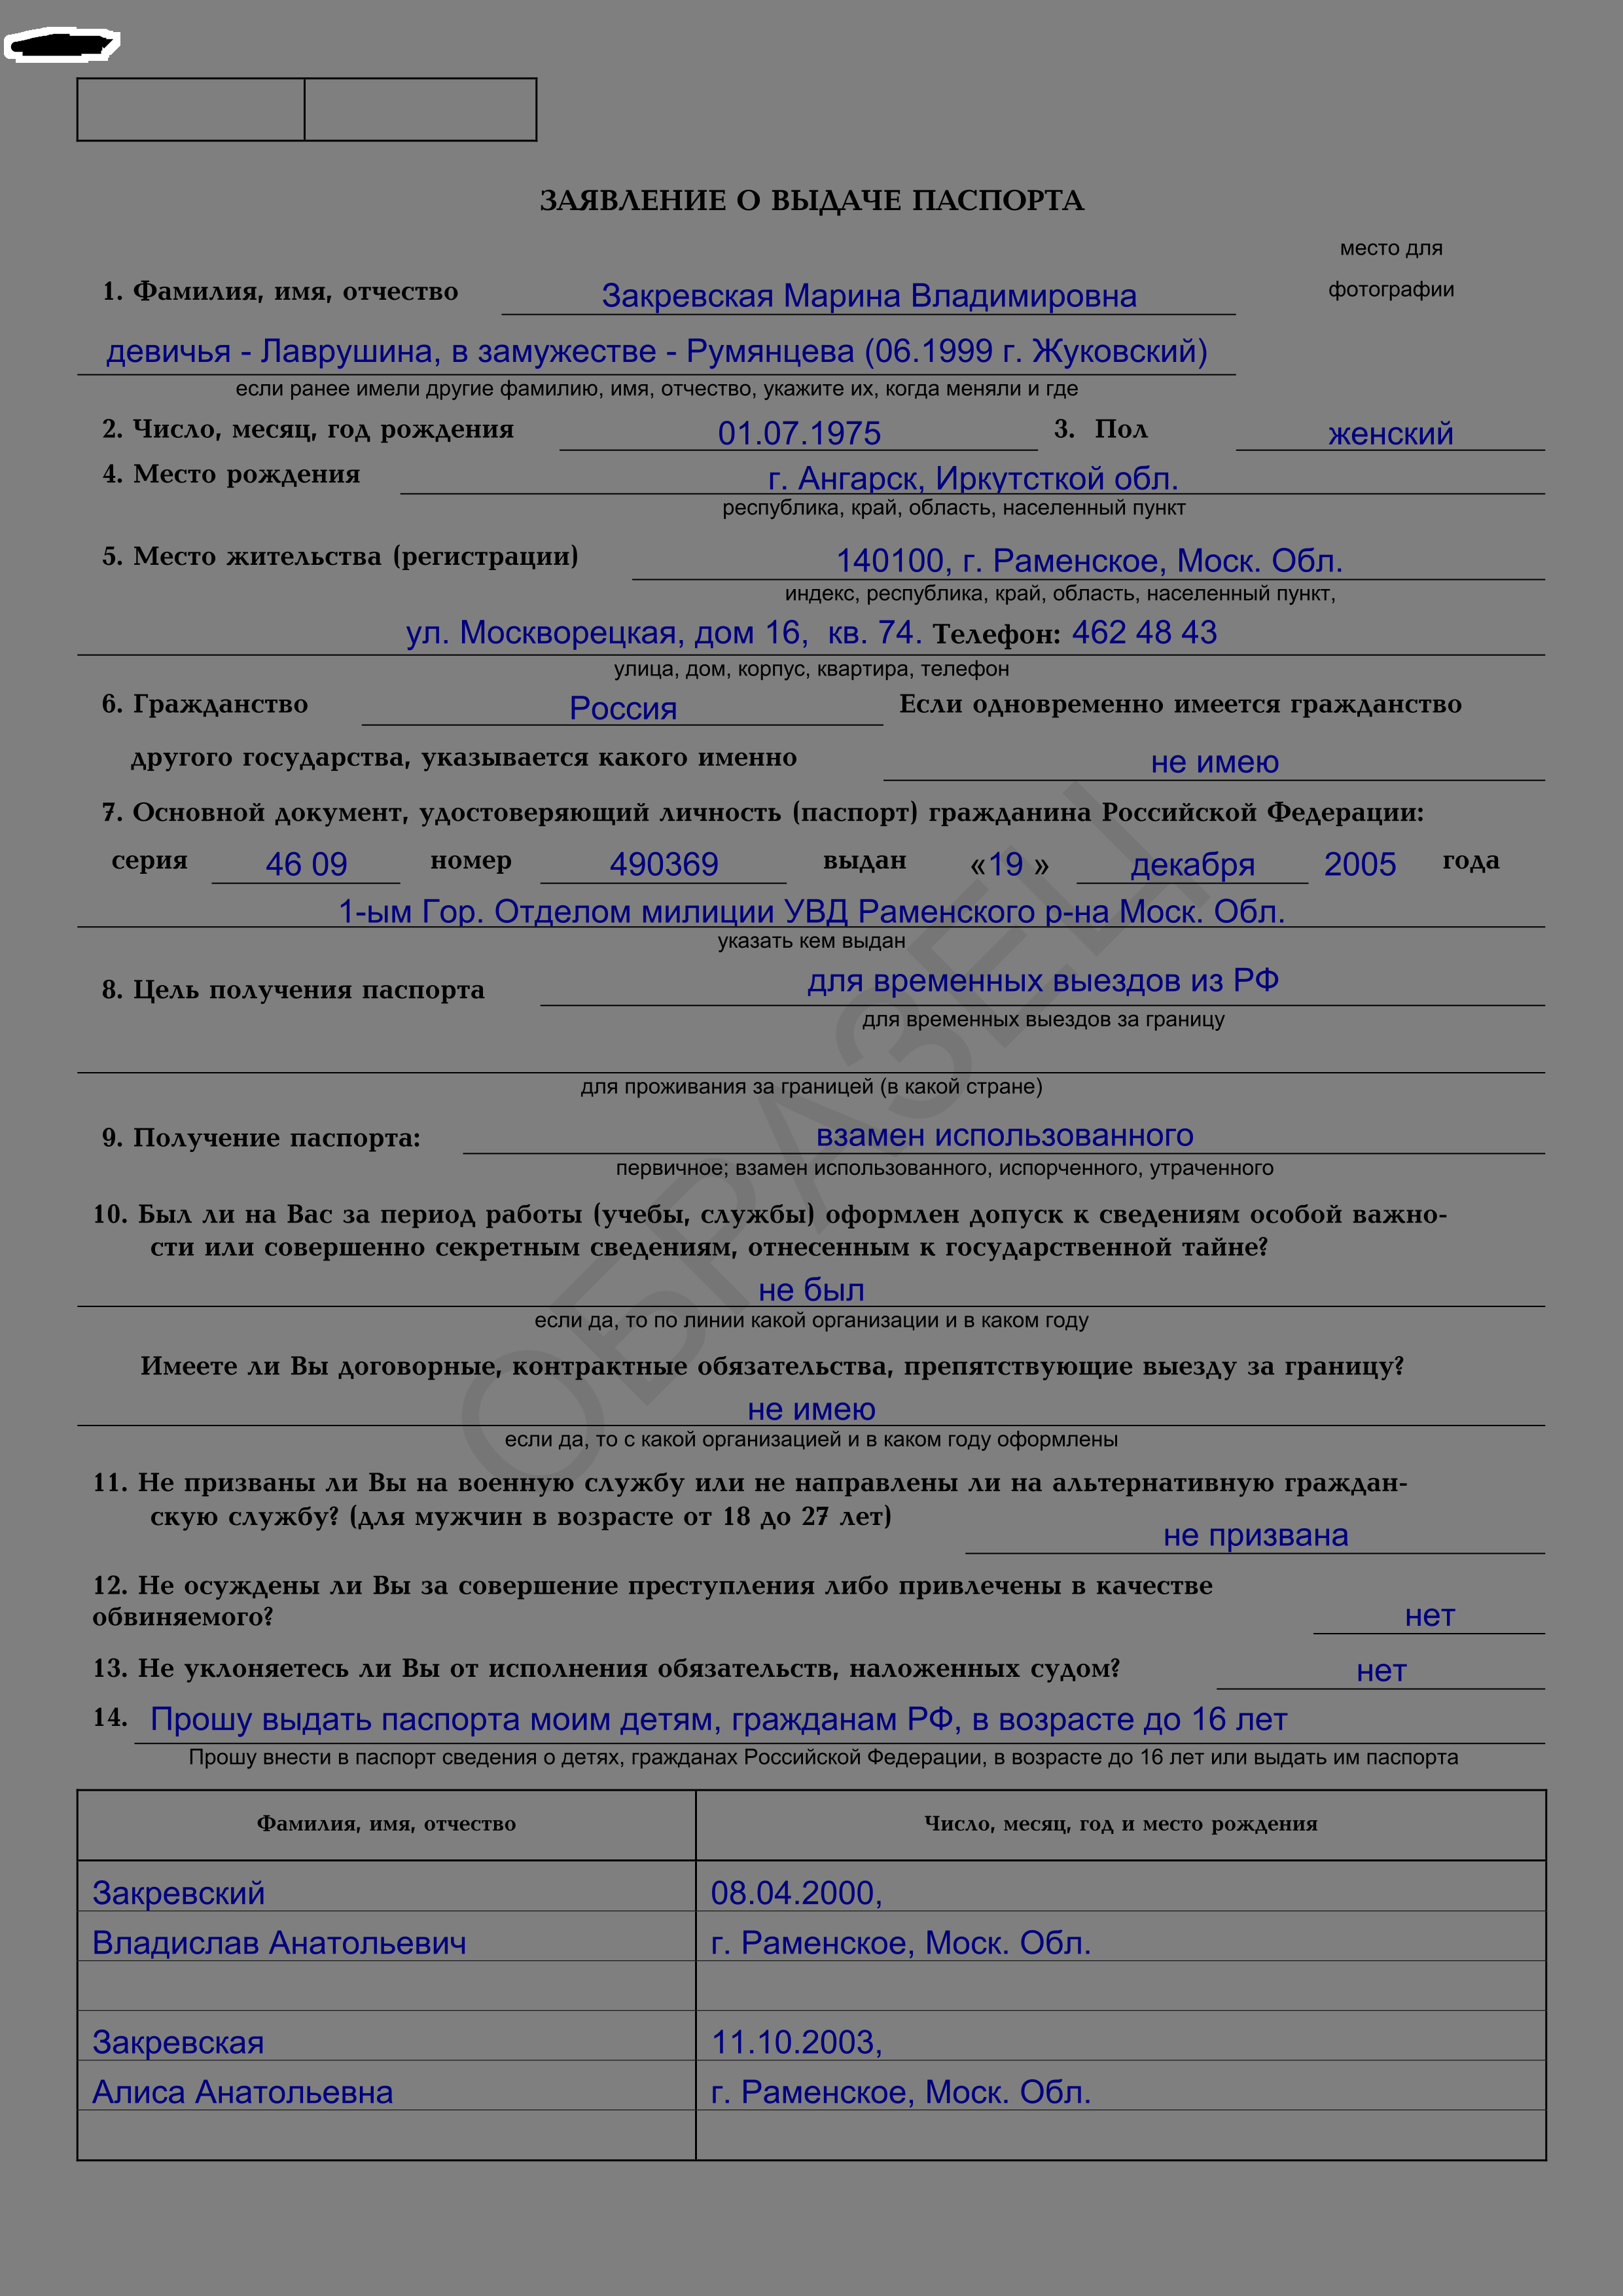 ЗАЯВЛЕНИЕ О ВЫДАЧЕ ПАСПОРТА
место для
фотографии
1. Фамилия, имя, отчество Закревская Марина Владимировна
девичья - Лаврушина, в замужестве - Румянцева (06.1999 г. Жуковский)
если ранее имели другие фамилию, имя, отчество, укажите их, когда меняли и где
2. Число, месяц, год рождения 01.07.1975 3. Пол женский
4. Место рождения г. Ангарск, Иркутсткой обл.
республика, край, область, населенный пункт
5. Место жительства (регистрации) 140100, г. Раменское, Моск. Обл.
индекс, республика, край, область, населенный пункт,
ул. Москворецкая, дом 16, кв. 74. Телефон: 462 48 43
улица, дом, корпус, квартира, телефон
6. Гражданство Россия Если одновременно имеется гражданство
другого государства, указывается какого именно не имею
7. Основной документ, удостоверяющий личность (паспорт) гражданина Российской Федерации:
серия 46 09 номер 490369 выдан «19 » декабря 2005 года
1-ым Гор. Отделом милиции УВД Раменского р-на Моск. Обл.
указать кем выдан
8. Цель получения паспорта для временных выездов из РФ
для временных выездов за границу
для проживания за границей (в какой стране)
9. Получение паспорта: взамен использованного
первичное; взамен использованного, испорченного, утраченного
10. Был ли на Вас за период работы (учебы, службы) оформлен допуск к сведениям особой важно-
сти или совершенно секретным сведениям, отнесенным к государственной тайне?
не был
если да, то по линии какой организации и в каком году
Имеете ли Вы договорные, контрактные обязательства, препятствующие выезду за границу?
не имею
если да, то с какой организацией и в каком году оформлены
11. Не призваны ли Вы на военную службу или не направлены ли на альтернативную граждан-
скую службу? (для мужчин в возрасте от 18 до 27 лет) не призвана
12. Не осуждены ли Вы за совершение преступления либо привлечены в качестве
обвиняемого? нет
13. Не уклоняетесь ли Вы от исполнения обязательств, наложенных судом? нет
14. Прошу выдать паспорта моим детям, гражданам РФ, в возрасте до 16 лет
Прошу внести в паспорт сведения о детях, гражданах Российской Федерации, в возрасте до 16 лет или выдать им паспорта
Фамилия, имя, отчество Число, месяц, год и место рождения
Закревский 08.04.2000,
Владислав Анатольевич г. Раменское, Моск. Обл.
Закревская 11.10.2003,
Алиса Анатольевна г. Раменское, Моск. Обл.
ОБРАЗЕЦ